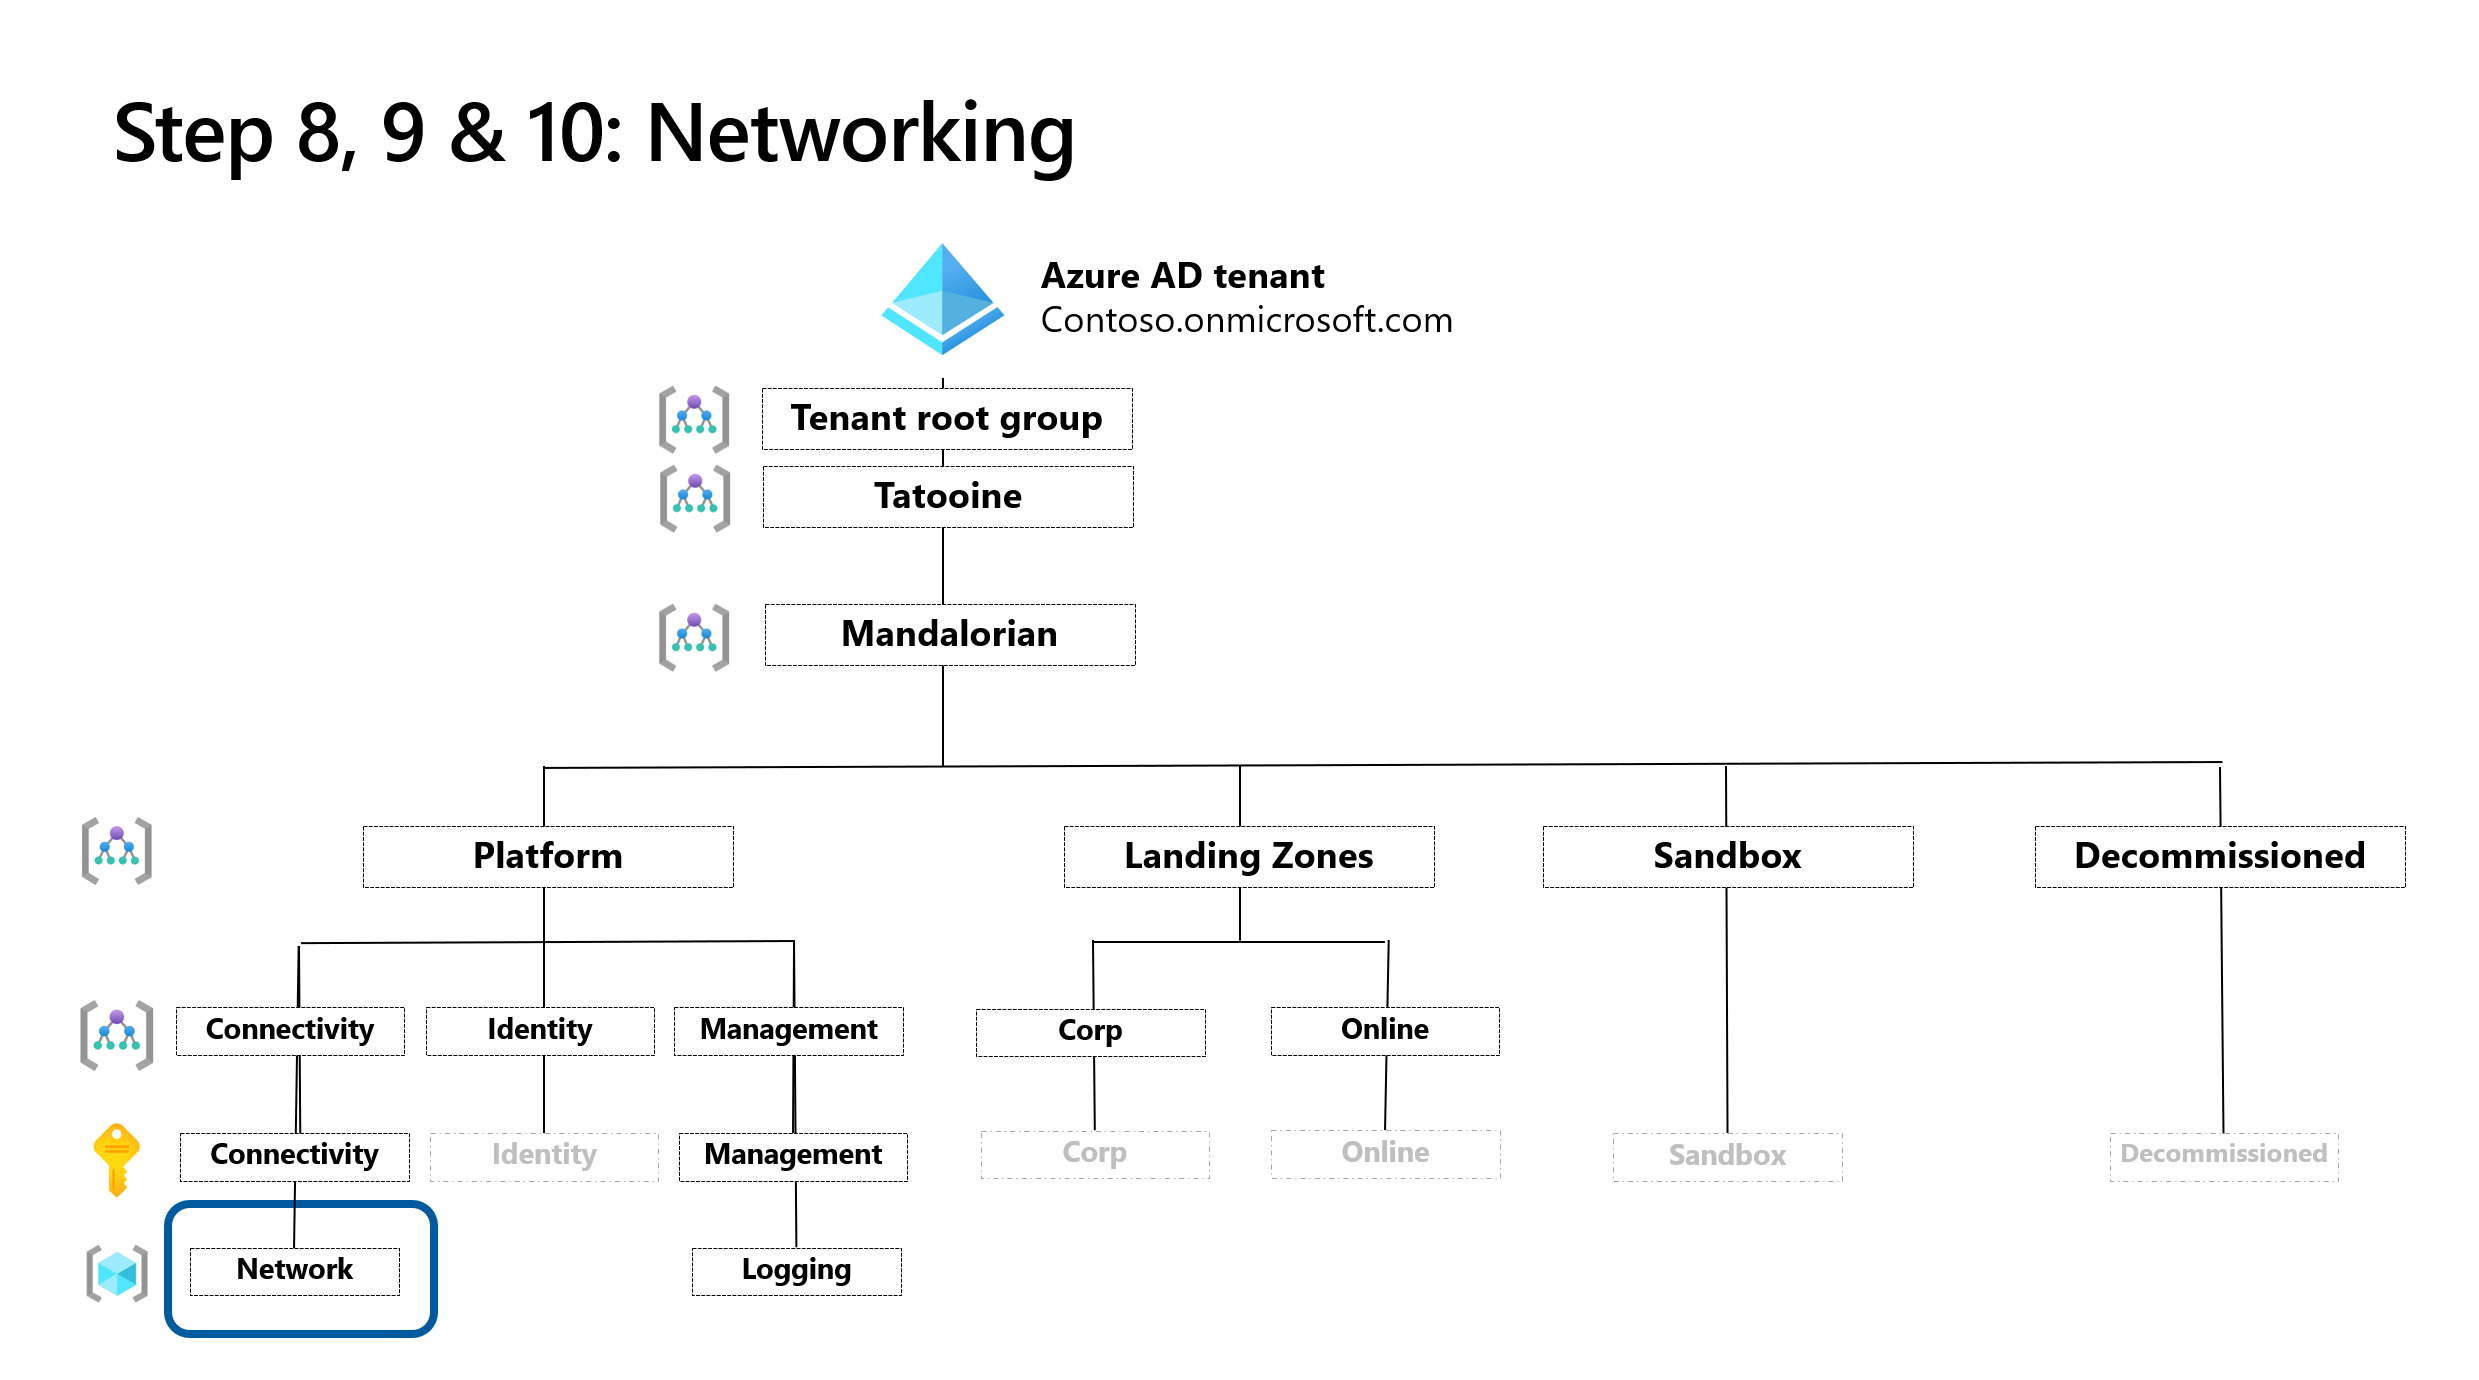 Step 8, 9 & 10: Networking
Azure AD tenant
Contoso.onmicrosoft.com
Tenant root group
Tatooine
Mandalorian
Platform
Landing Zones
Sandbox
Decommissioned
Connectivity
Identity
Management
Corp
Online
Connectivity
Identity
Management
Corp
Online
Sandbox
Decommissioned
Network
Logging